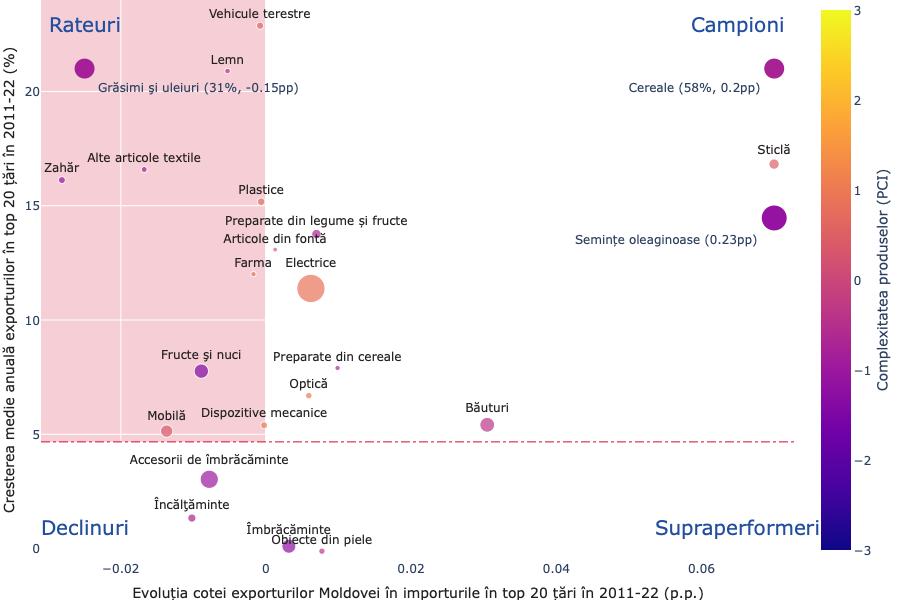 Vehicule terestre
Rateuri
Campioni
Lemn
Grăsimi şi uleiuri (31%, -0.15pp)
Cereale (58%, 0.2pp)
Sticlă
Alte articole textile
Zahăr
Plastice
Preparate din legume și fructe
Articole din fontă
Semințe oleaginoase (0.23pp)
Farma
Electrice
Fructe şi nuci
Preparate din cereale
Optică
Băuturi
Mobilă
Dispozitive mecanice
Accesorii de îmbrăcăminte
Încălţăminte
Declinuri
Supraperformeri
Îmbrăcăminte
Obiecte din piele
20
15
10
5
0
−0.02
0
0.02
0.04
0.06
Evoluția cotei exporturilor Moldovei în importurile în top 20 țări în 2011-22 (p.p.)
Cresterea medie anuală exporturilor în top 20 țări în 2011-22 (%)
3
2
1
0
−1
−2
−3
Complexitatea produselor (PCI)